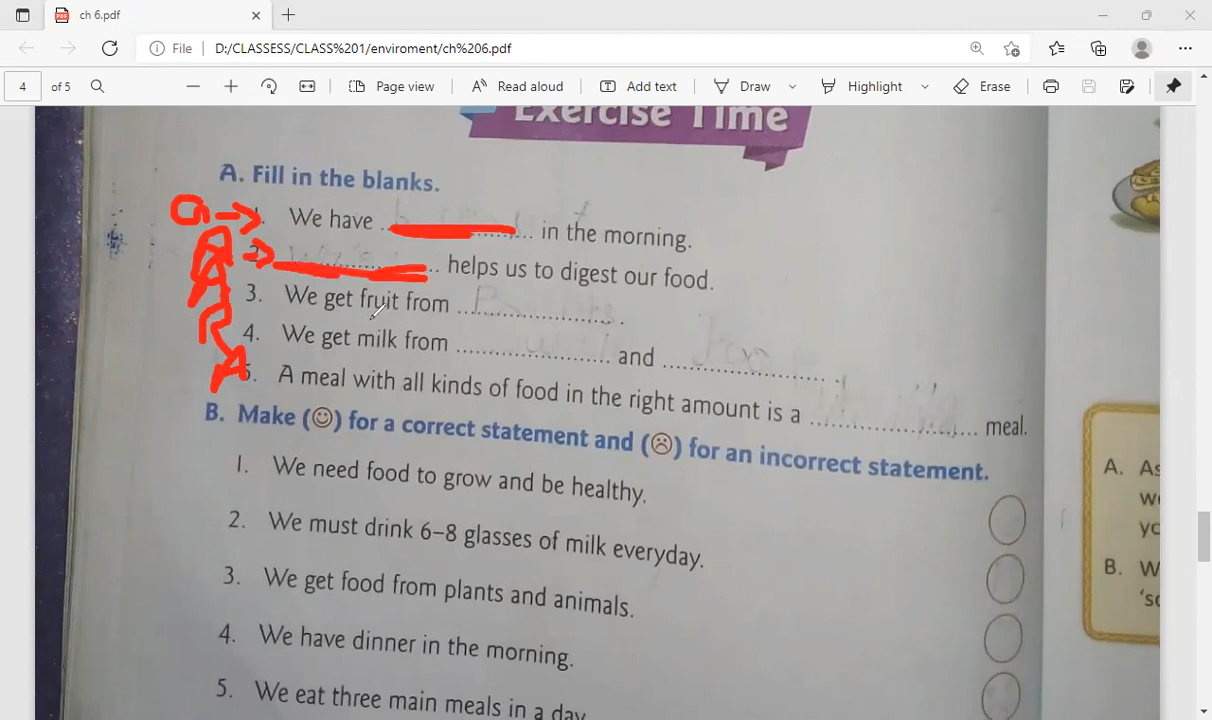 ch 6.pdf
File D:/CLASSESS/CLASS%201/enviroment/ch%206.pdf
4 of 5 Page view Read aloud Add text Draw Highlight Erase
Exercise Time
A. Fill in the blanks.
1. We have .......... in the morning.
2. .......... helps us to digest our food.
3. We get fruit from Plants .
4. We get milk from .......... and .......... .
5. A meal with all kinds of food in the right amount is a .......... meal.
B. Make (☺) for a correct statement and (☹) for an incorrect statement.
1. We need food to grow and be healthy.
2. We must drink 6–8 glasses of milk everyday.
3. We get food from plants and animals.
4. We have dinner in the morning.
5. We eat three main meals in a day
A. As
B. W